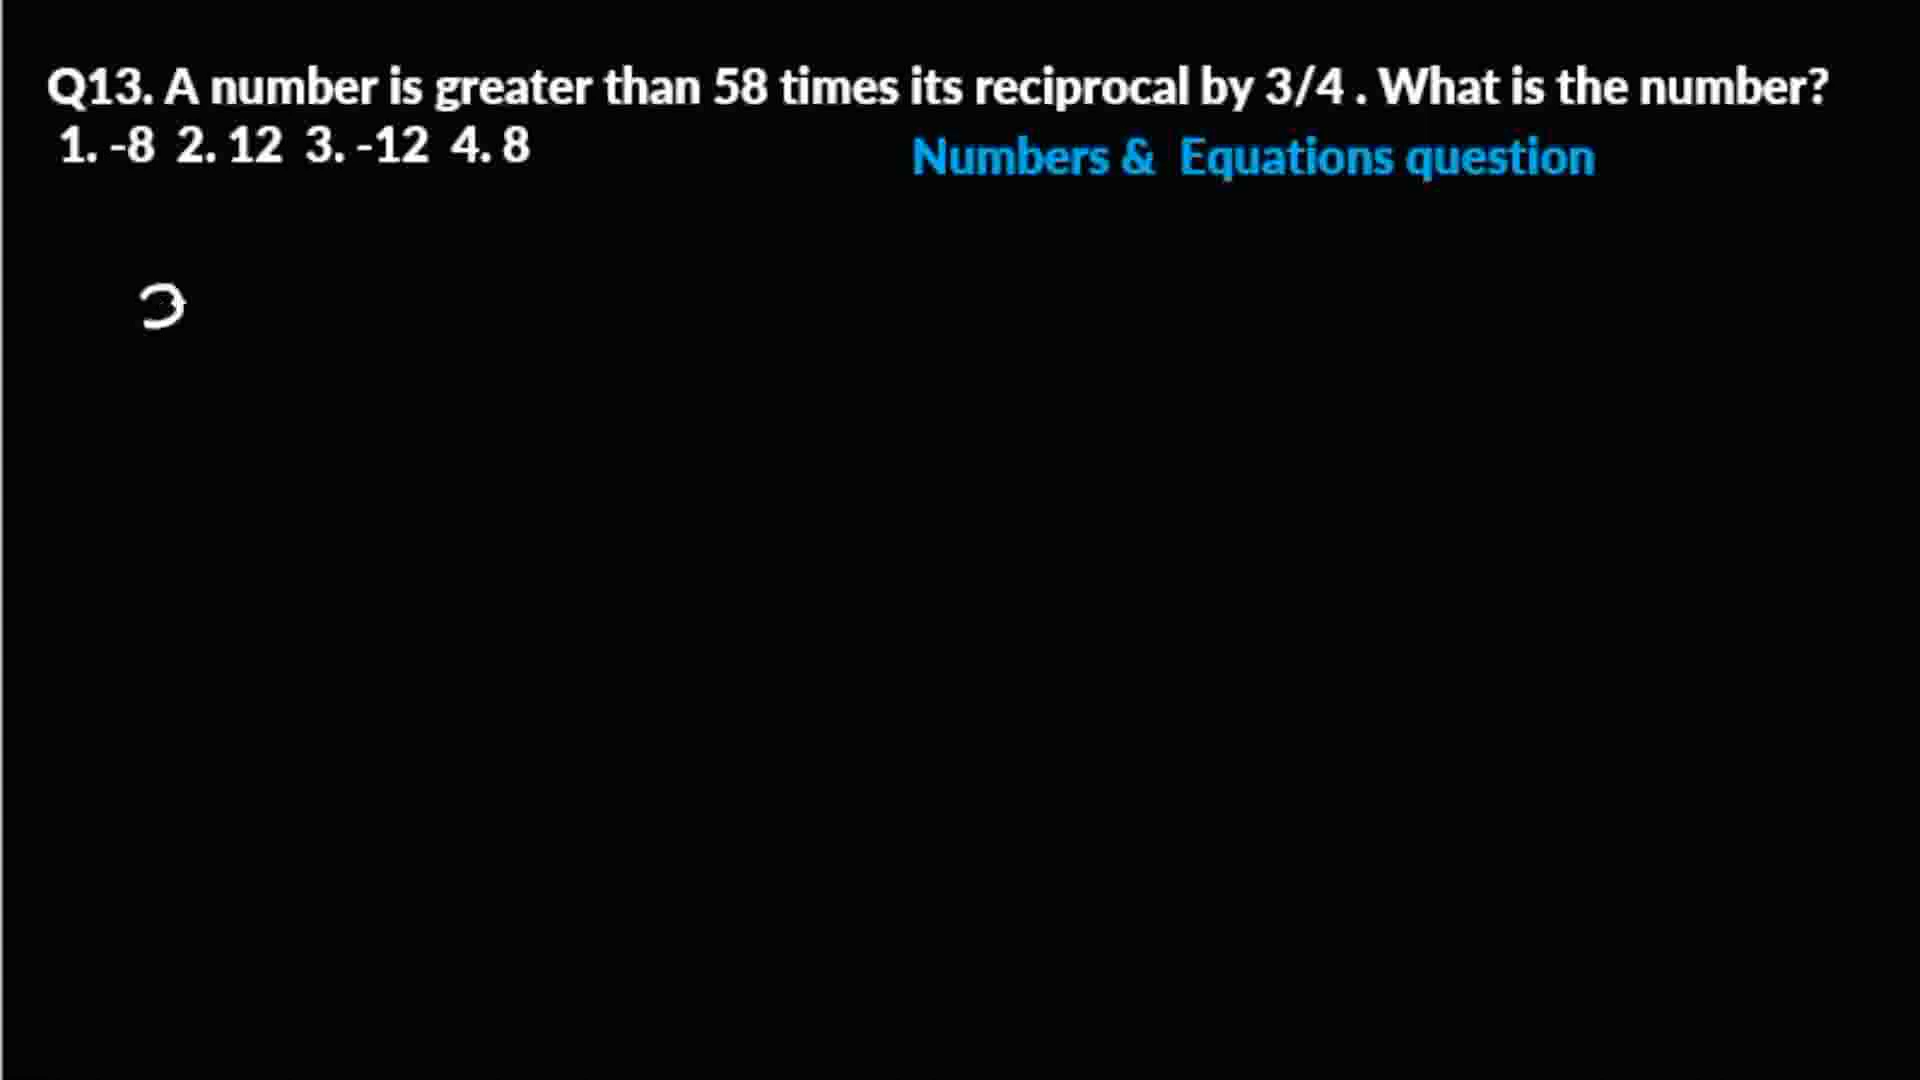 Q13. A number is greater than 58 times its reciprocal by 3/4 . What is the number?
1. -8 2. 12 3. -12 4. 8
Numbers & Equations question